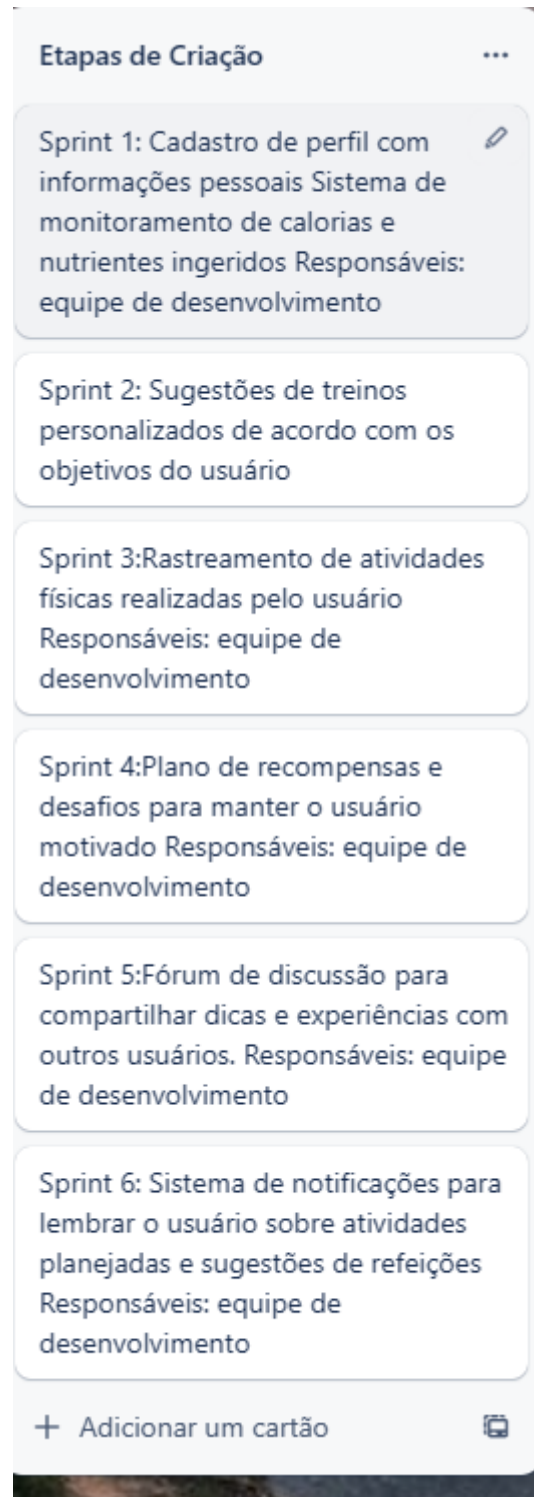 Etapas de Criação
Sprint 1: Cadastro de perfil com
informações pessoais Sistema de
monitoramento de calorias e
nutrientes ingeridos Responsáveis:
equipe de desenvolvimento
Sprint 2: Sugestões de treinos
personalizados de acordo com os
objetivos do usuário
Sprint 3:Rastreamento de atividades
físicas realizadas pelo usuário
Responsáveis: equipe de
desenvolvimento
Sprint 4:Plano de recompensas e
desafios para manter o usuário
motivado Responsáveis: equipe de
desenvolvimento
Sprint 5:Fórum de discussão para
compartilhar dicas e experiências com
outros usuários. Responsáveis: equipe
de desenvolvimento
Sprint 6: Sistema de notificações para
lembrar o usuário sobre atividades
planejadas e sugestões de refeições
Responsáveis: equipe de
desenvolvimento
+ Adicionar um cartão